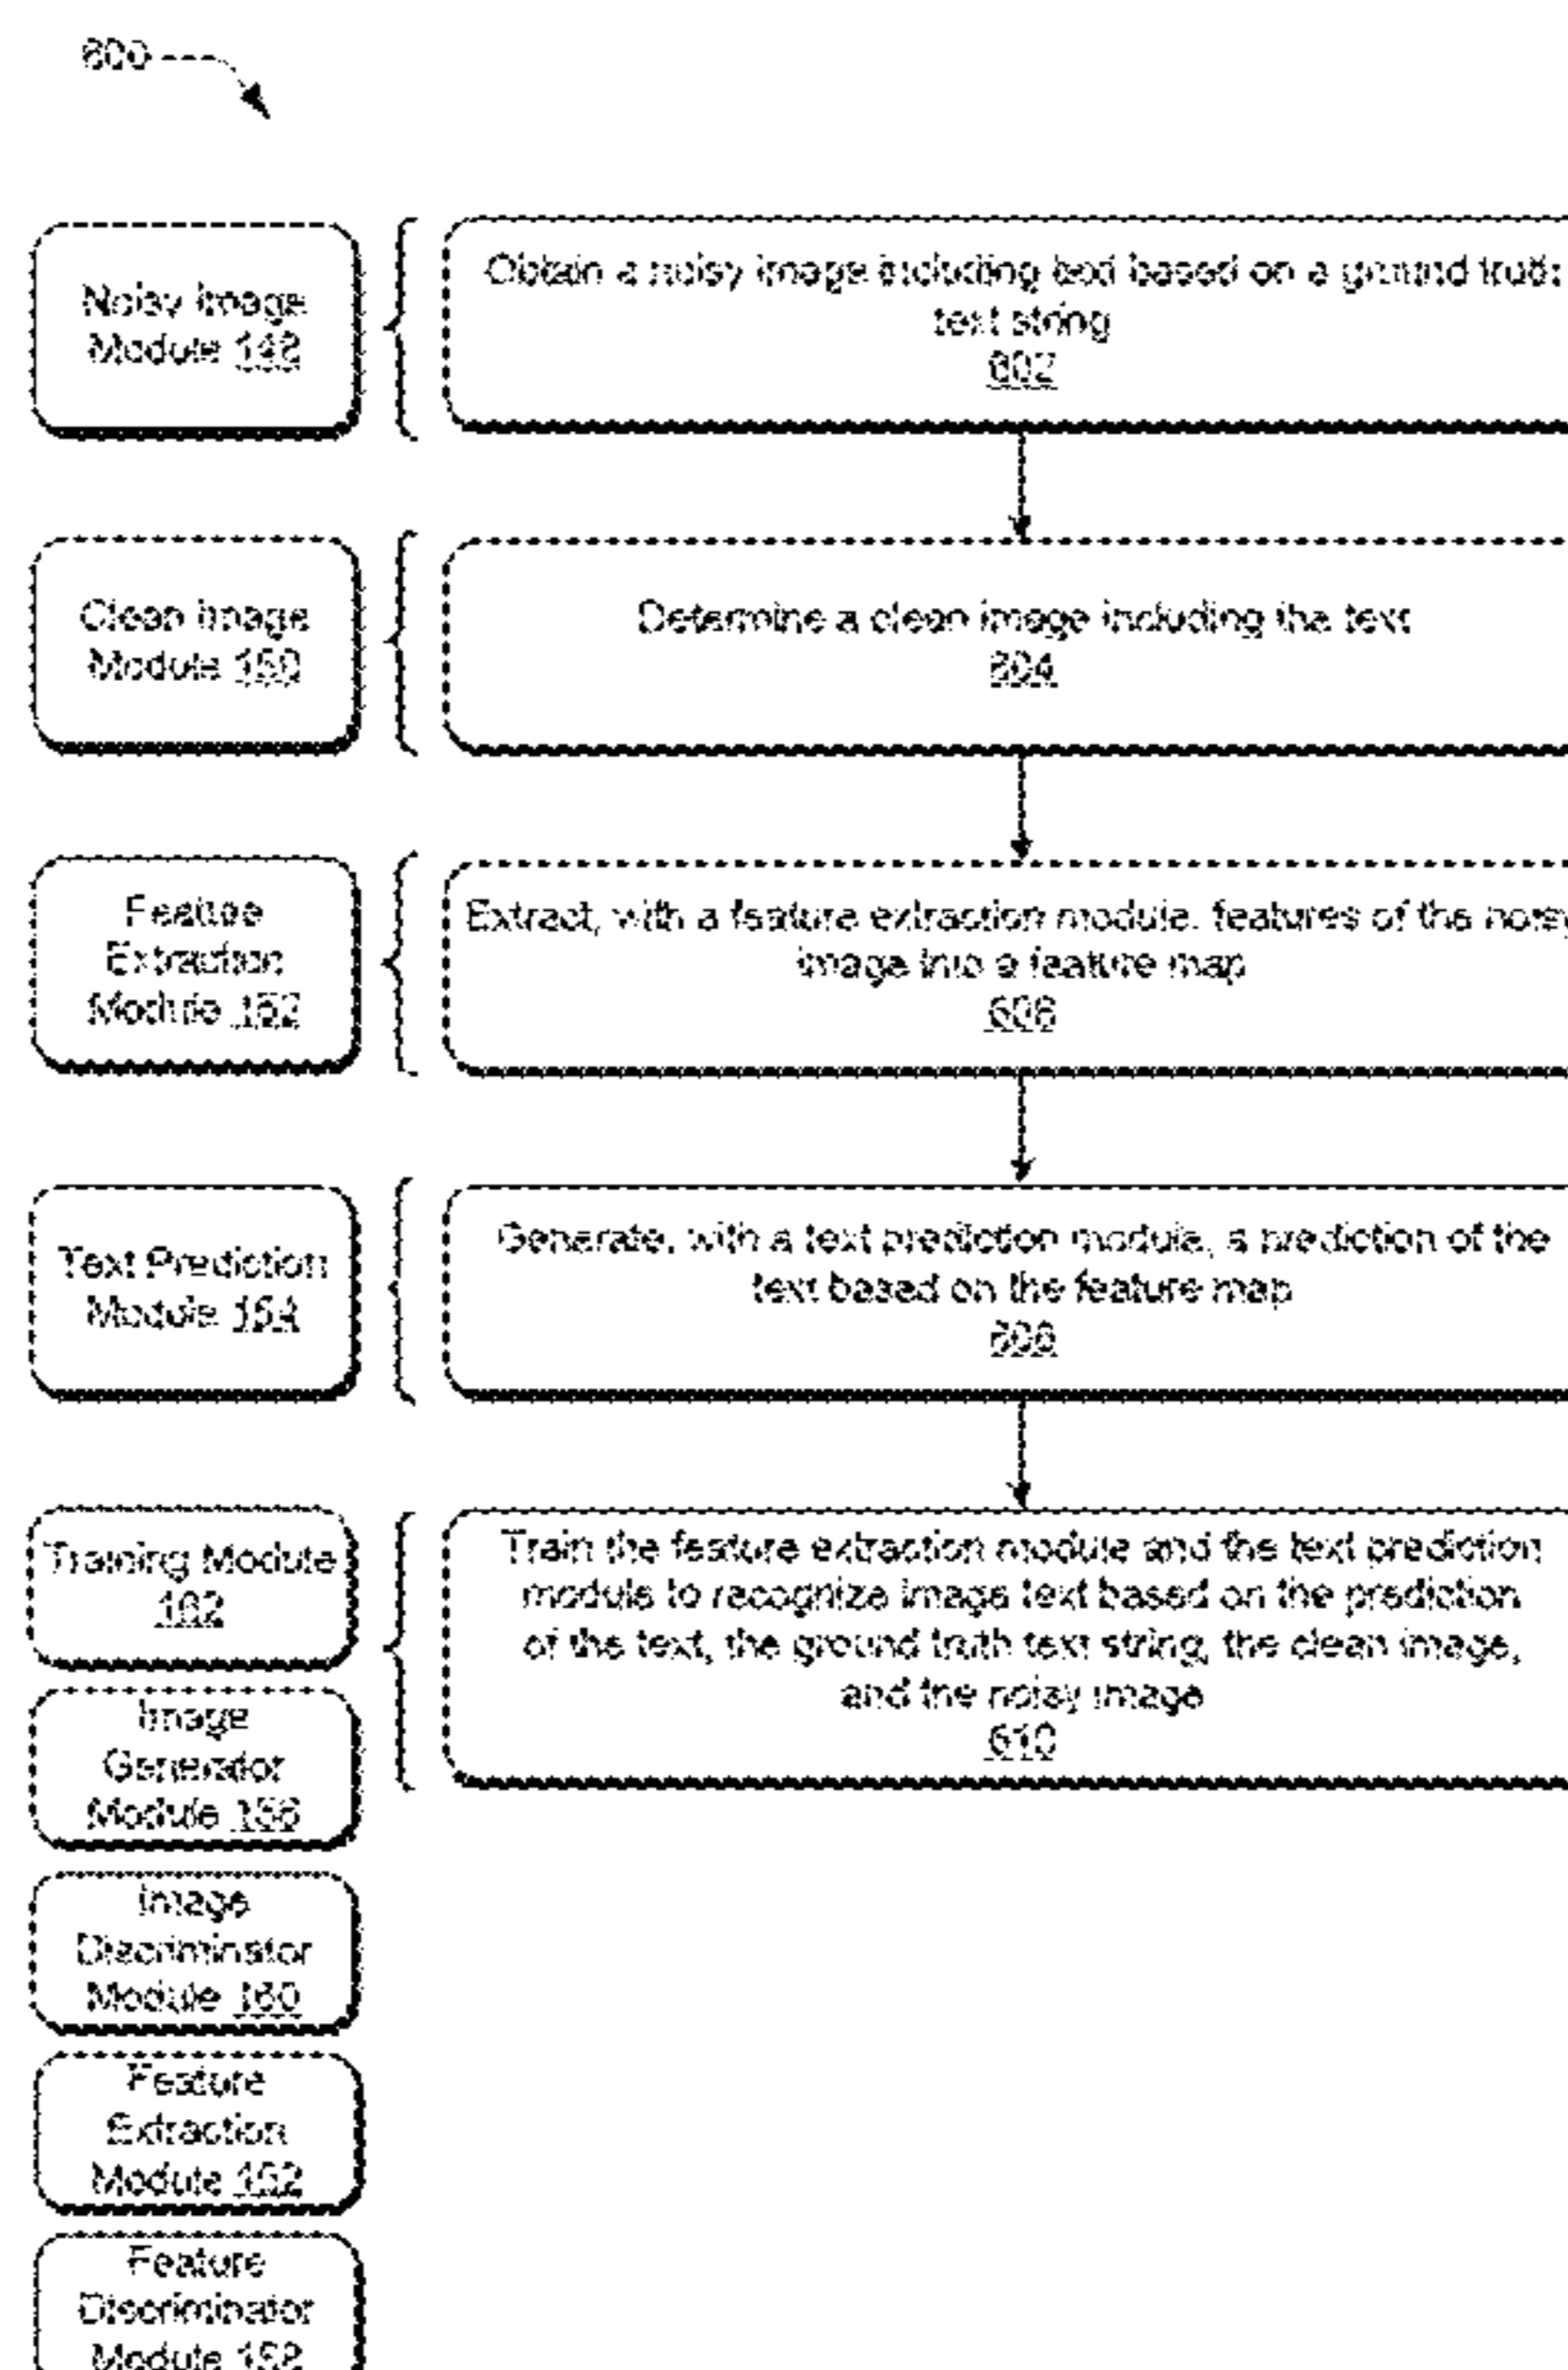 600
Noisy Image
Module 148
Obtain a noisy image including text based on a ground truth
text string
602
Clean Image
Module 150
Determine a clean image including the text
604
Feature
Extraction
Module 152
Extract, with a feature extraction module, features of the noisy
image into a feature map
606
Text Prediction
Module 154
Generate, with a text prediction module, a prediction of the
text based on the feature map
608
Training Module
162
Train the feature extraction module and the text prediction
module to recognize image text based on the prediction
of the text, the ground truth text string, the clean image,
and the noisy image
610
Image
Generator
Module 156
Image
Discriminator
Module 160
Feature
Extraction
Module 152
Feature
Discriminator
Module 158